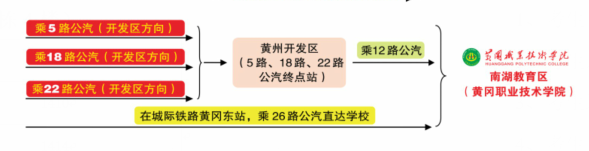 乘5路公汽（开发区方向）
乘18路公汽（开发区方向）
乘22路公汽（开发区方向）
黄州开发区
（5路、18路、22路
公汽终点站）
乘12路公汽
黄冈职业技术学院
HUANGGANG POLYTECHNIC COLLEGE
南湖教育区
（黄冈职业技术学院）
在城际铁路黄冈东站，乘26路公汽直达学校